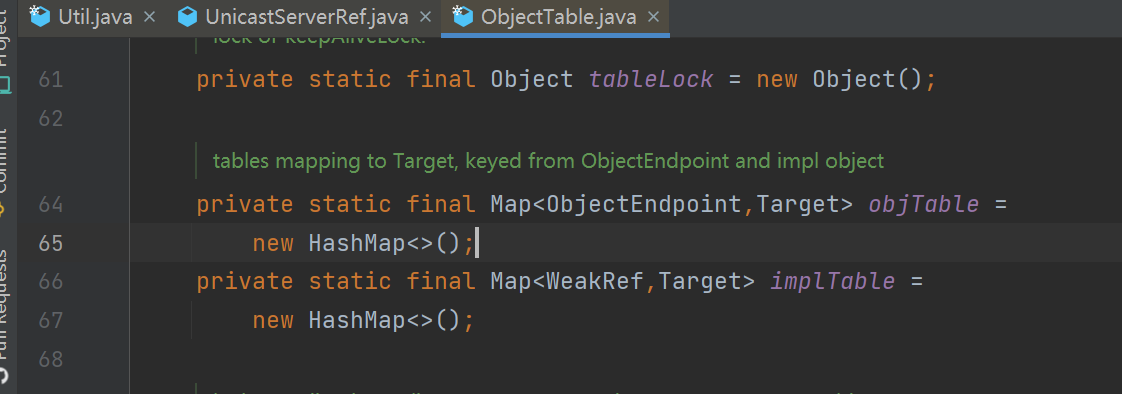 Project
Commit
Pull Requests
Util.java × UnicastServerRef.java × ObjectTable.java ×
lock or keepAliveLock.
61 private static final Object tableLock = new Object();
62
tables mapping to Target, keyed from ObjectEndpoint and impl object
64 private static final Map<ObjectEndpoint,Target> objTable =
65 new HashMap<>();
66 private static final Map<WeakRef,Target> implTable =
67 new HashMap<>();
68